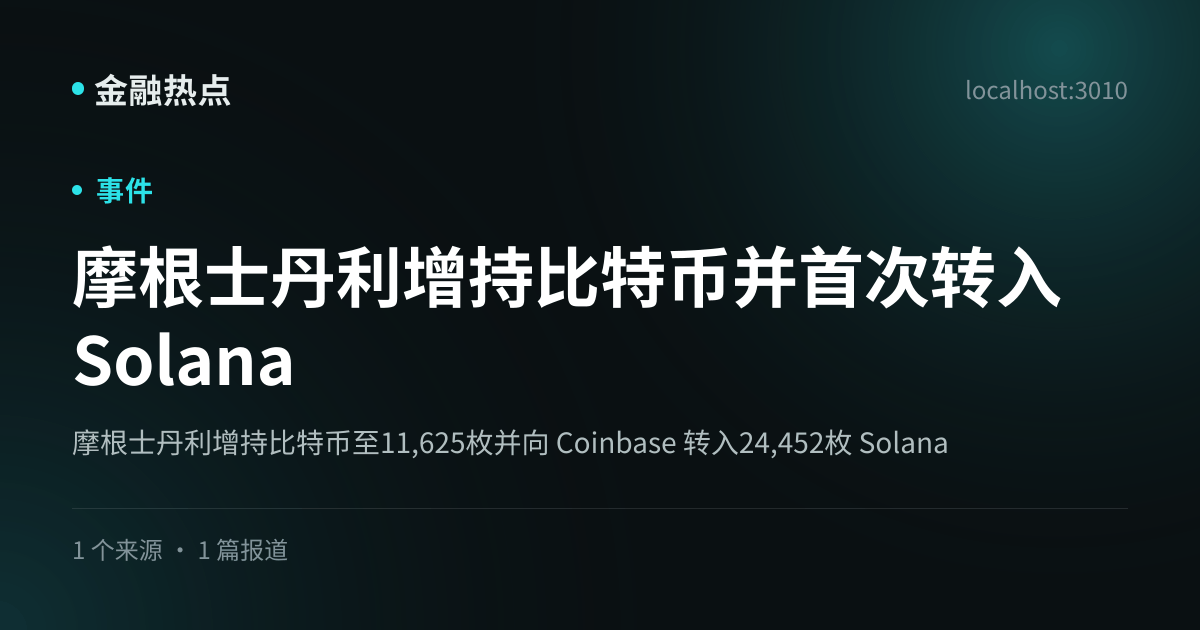 金融热点
localhost:3010
事件
摩根士丹利增持比特币并首次转入
Solana
摩根士丹利增持比特币至11,625枚并向 Coinbase 转入24,452枚 Solana
1 个来源 · 1 篇报道